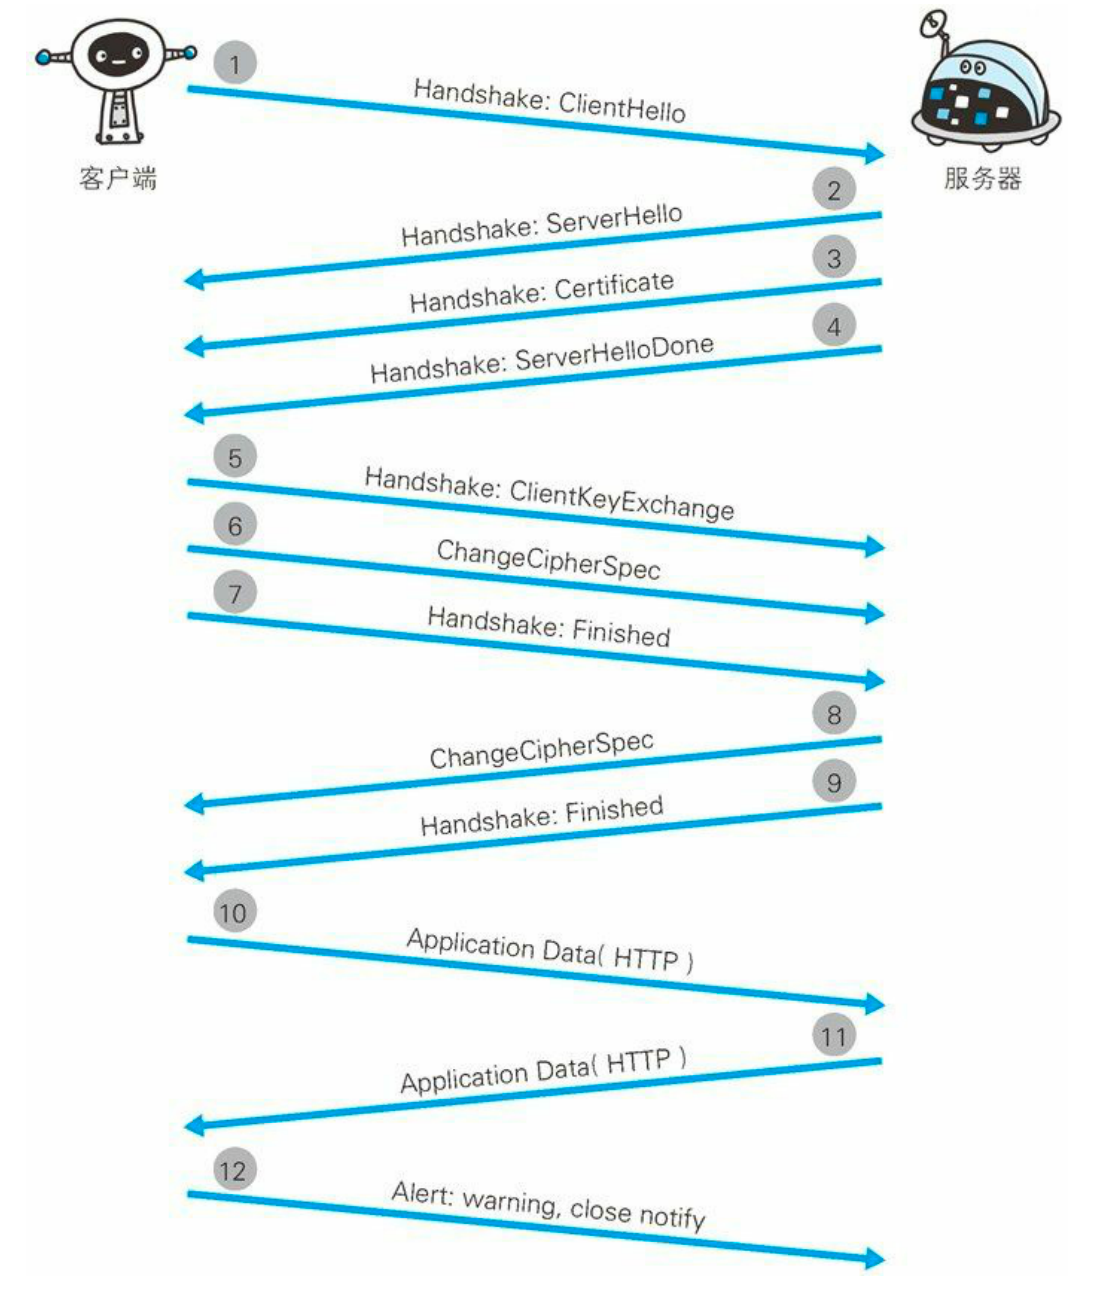 1
Handshake: ClientHello
客户端
服务器
2
Handshake: ServerHello
3
Handshake: Certificate
4
Handshake: ServerHelloDone
5
Handshake: ClientKeyExchange
6
ChangeCipherSpec
7
Handshake: Finished
8
ChangeCipherSpec
9
Handshake: Finished
10
Application Data( HTTP )
11
Application Data( HTTP )
12
Alert: warning, close notify